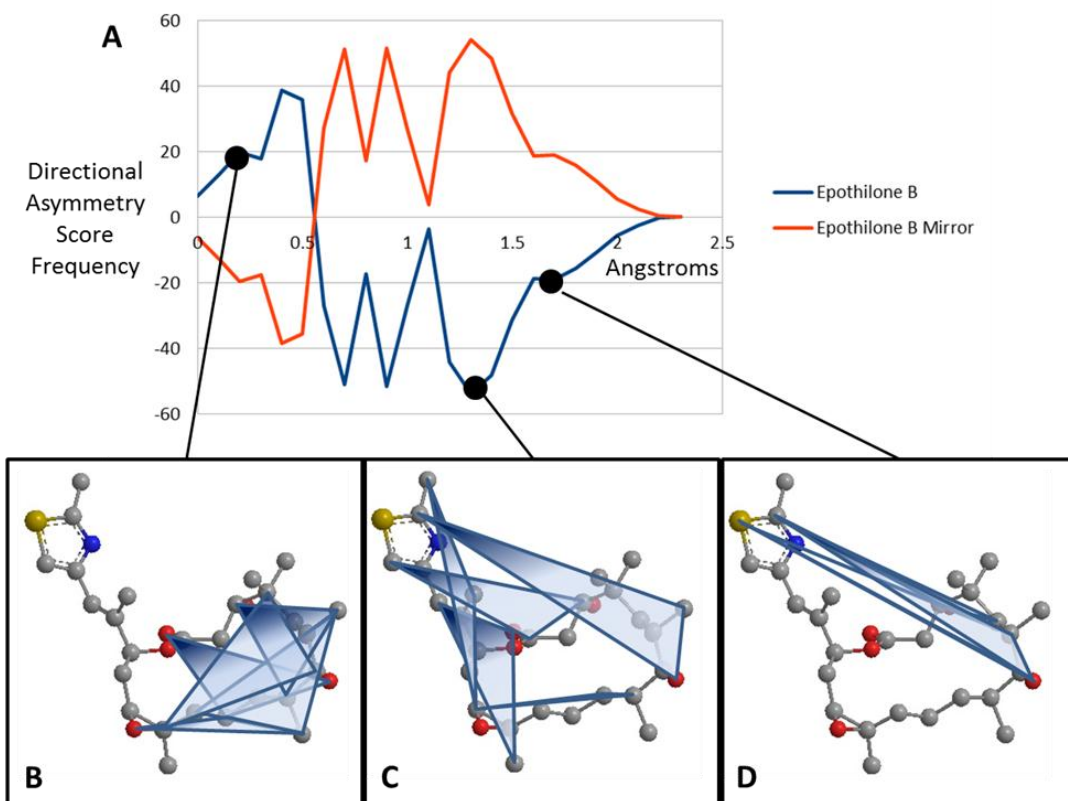 A
60
40
20
0
-20
-40
-60
Directional
Asymmetry
Score
Frequency
0 0.5 1 1.5 2 2.5
Angstroms
Epothilone B
Epothilone B Mirror
B
C
D